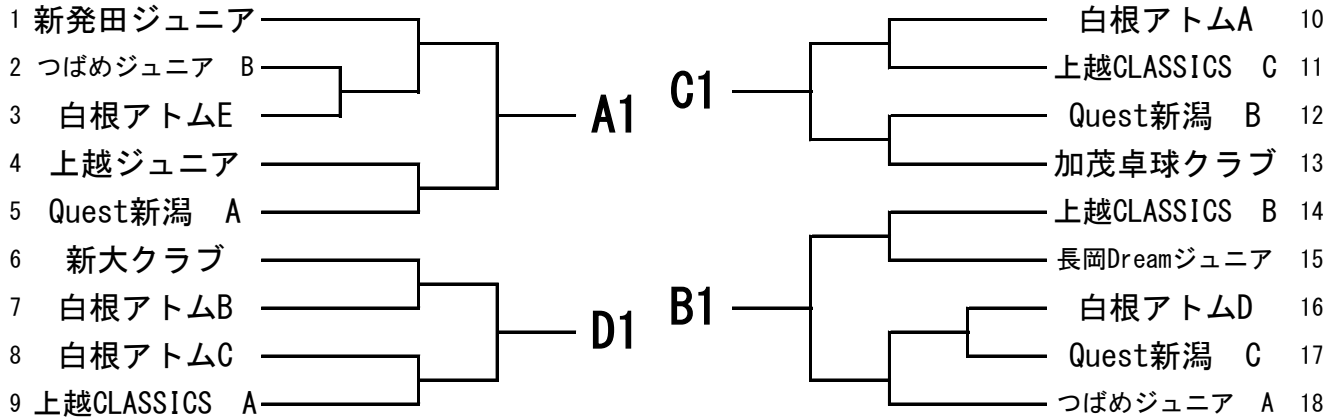 1 新発田ジュニア
2 つばめジュニア　B
3 白根アトムE
4 上越ジュニア
5 Quest新潟　A
6 新大クラブ
7 白根アトムB
8 白根アトムC
9 上越CLASSICS　A
A1
D1
C1
B1
白根アトムA 10
上越CLASSICS　C 11
Quest新潟　B 12
加茂卓球クラブ 13
上越CLASSICS　B 14
長岡Dreamジュニア 15
白根アトムD 16
Quest新潟　C 17
つばめジュニア　A 18